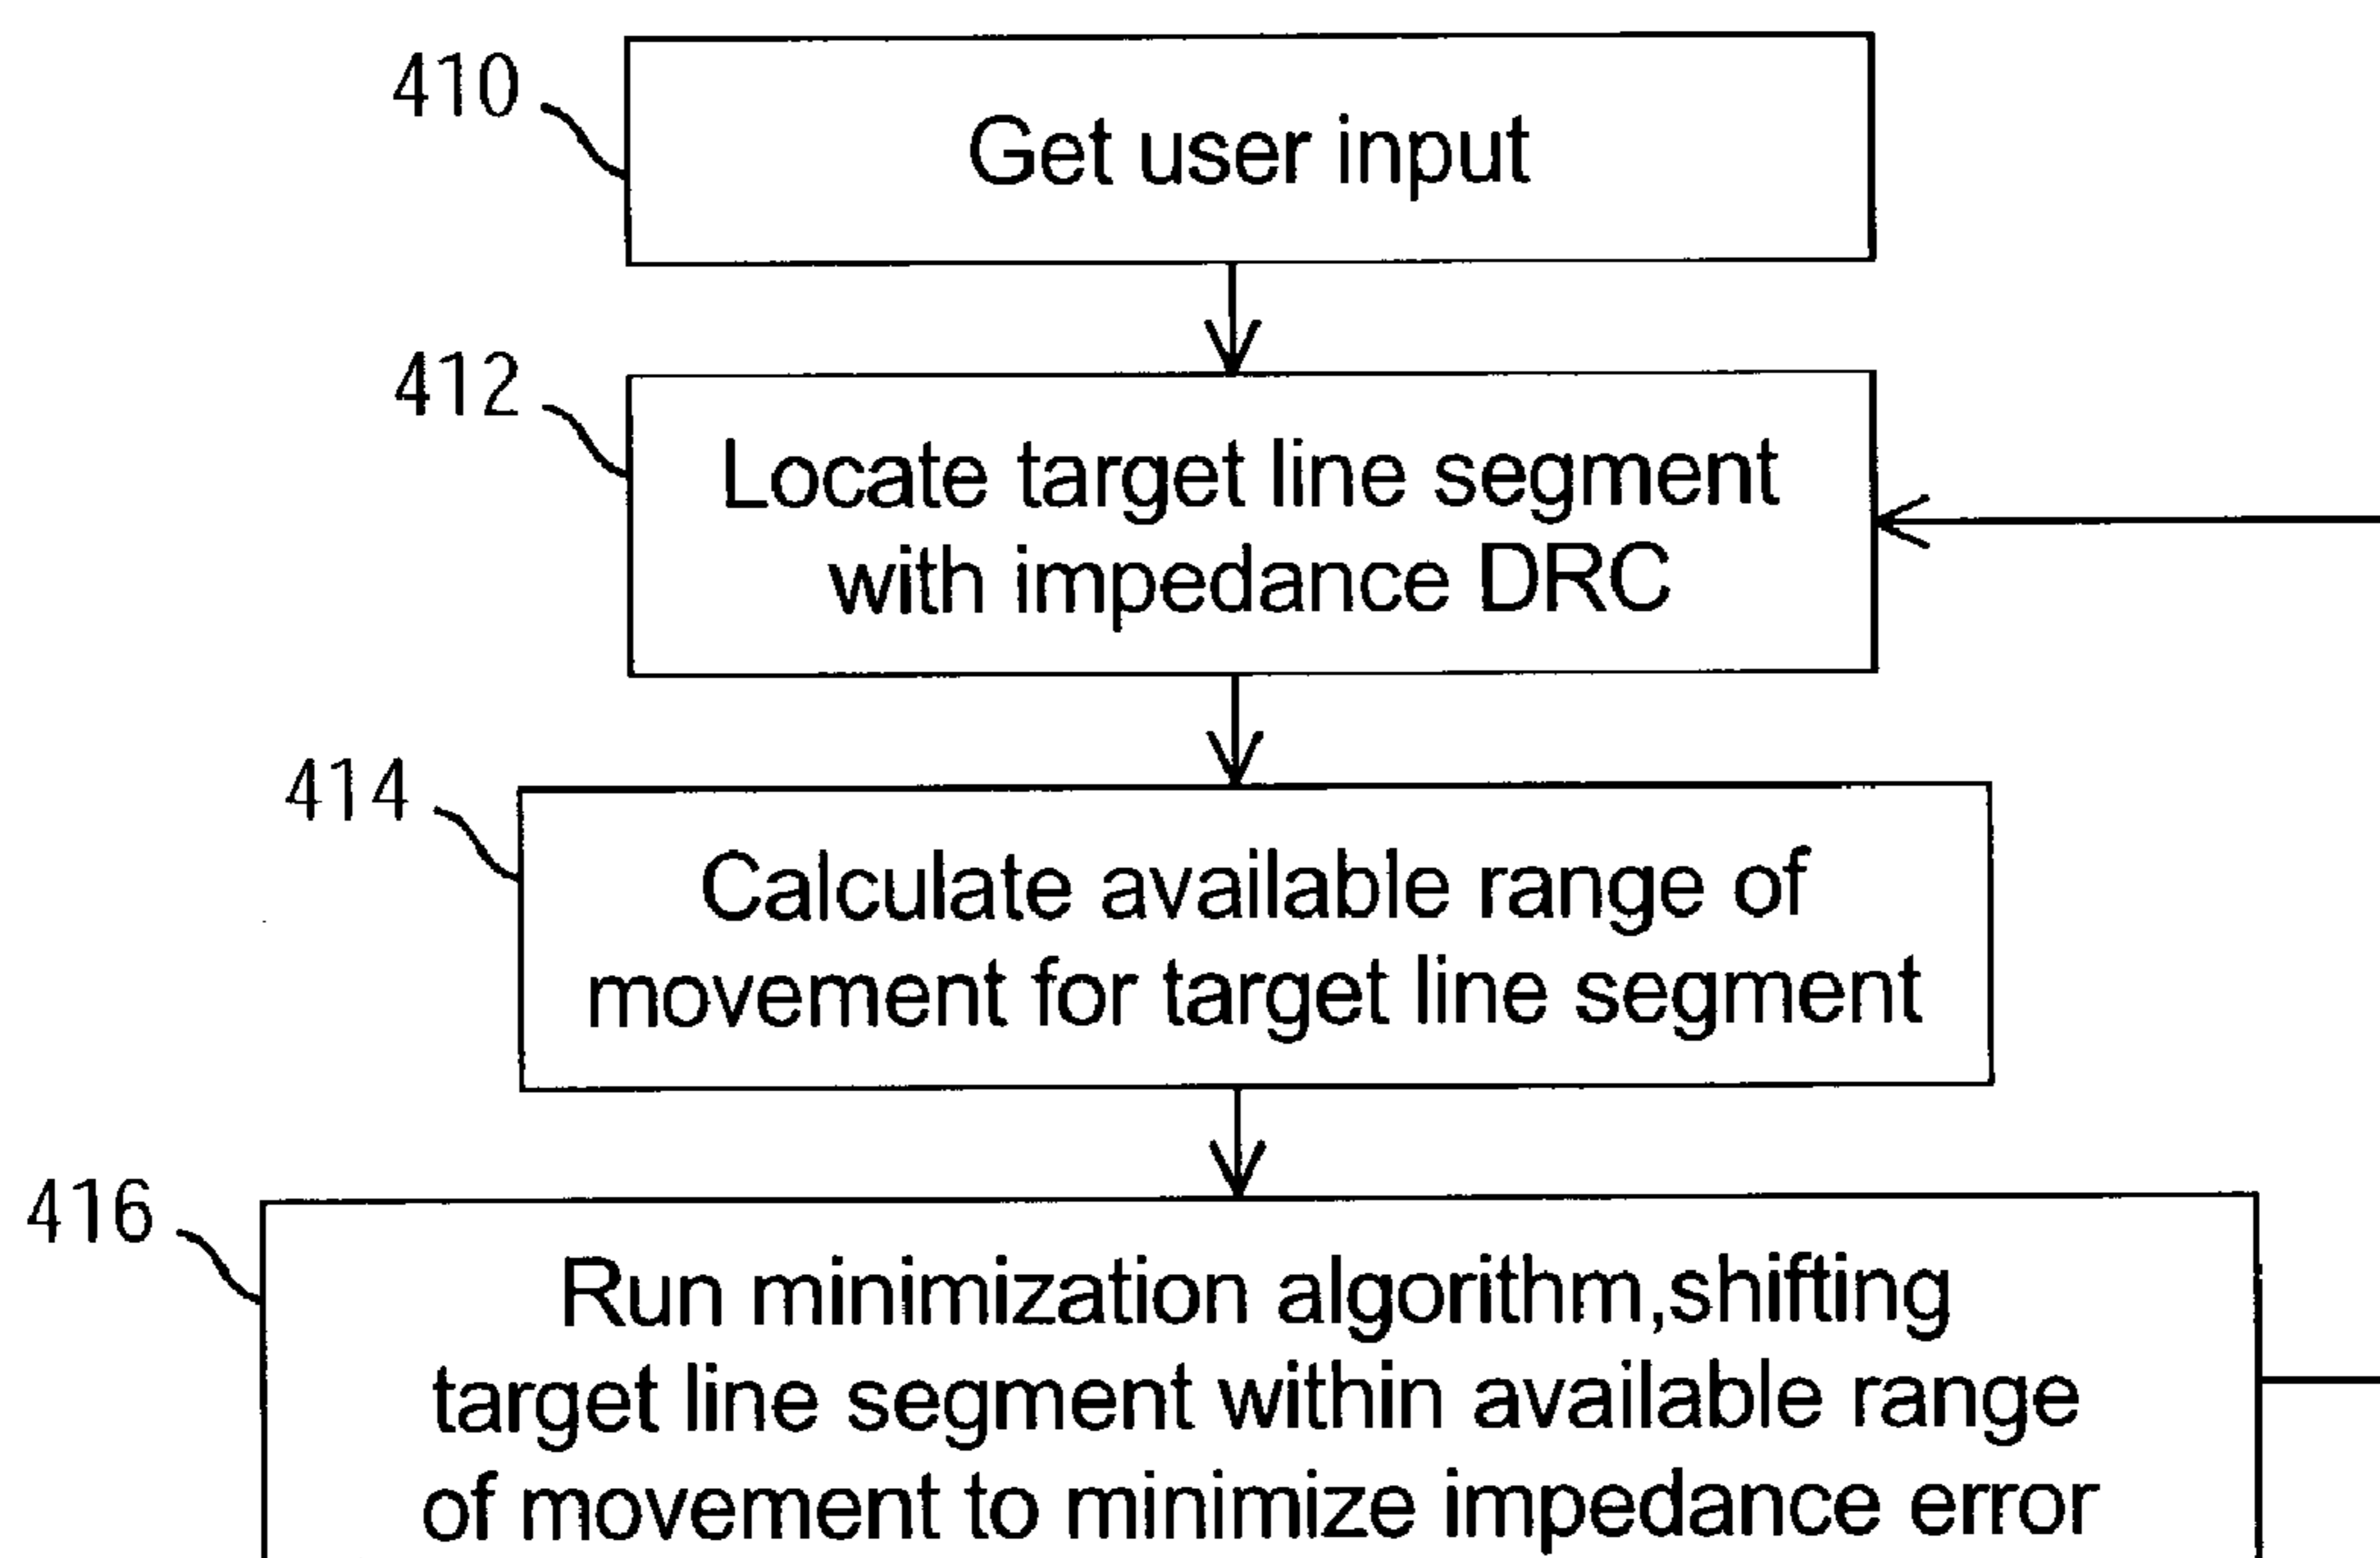 410
Get user input
412
Locate target line segment
with impedance DRC
414
Calculate available range of
movement for target line segment
416
Run minimization algorithm,shifting
target line segment within available range
of movement to minimize impedance error